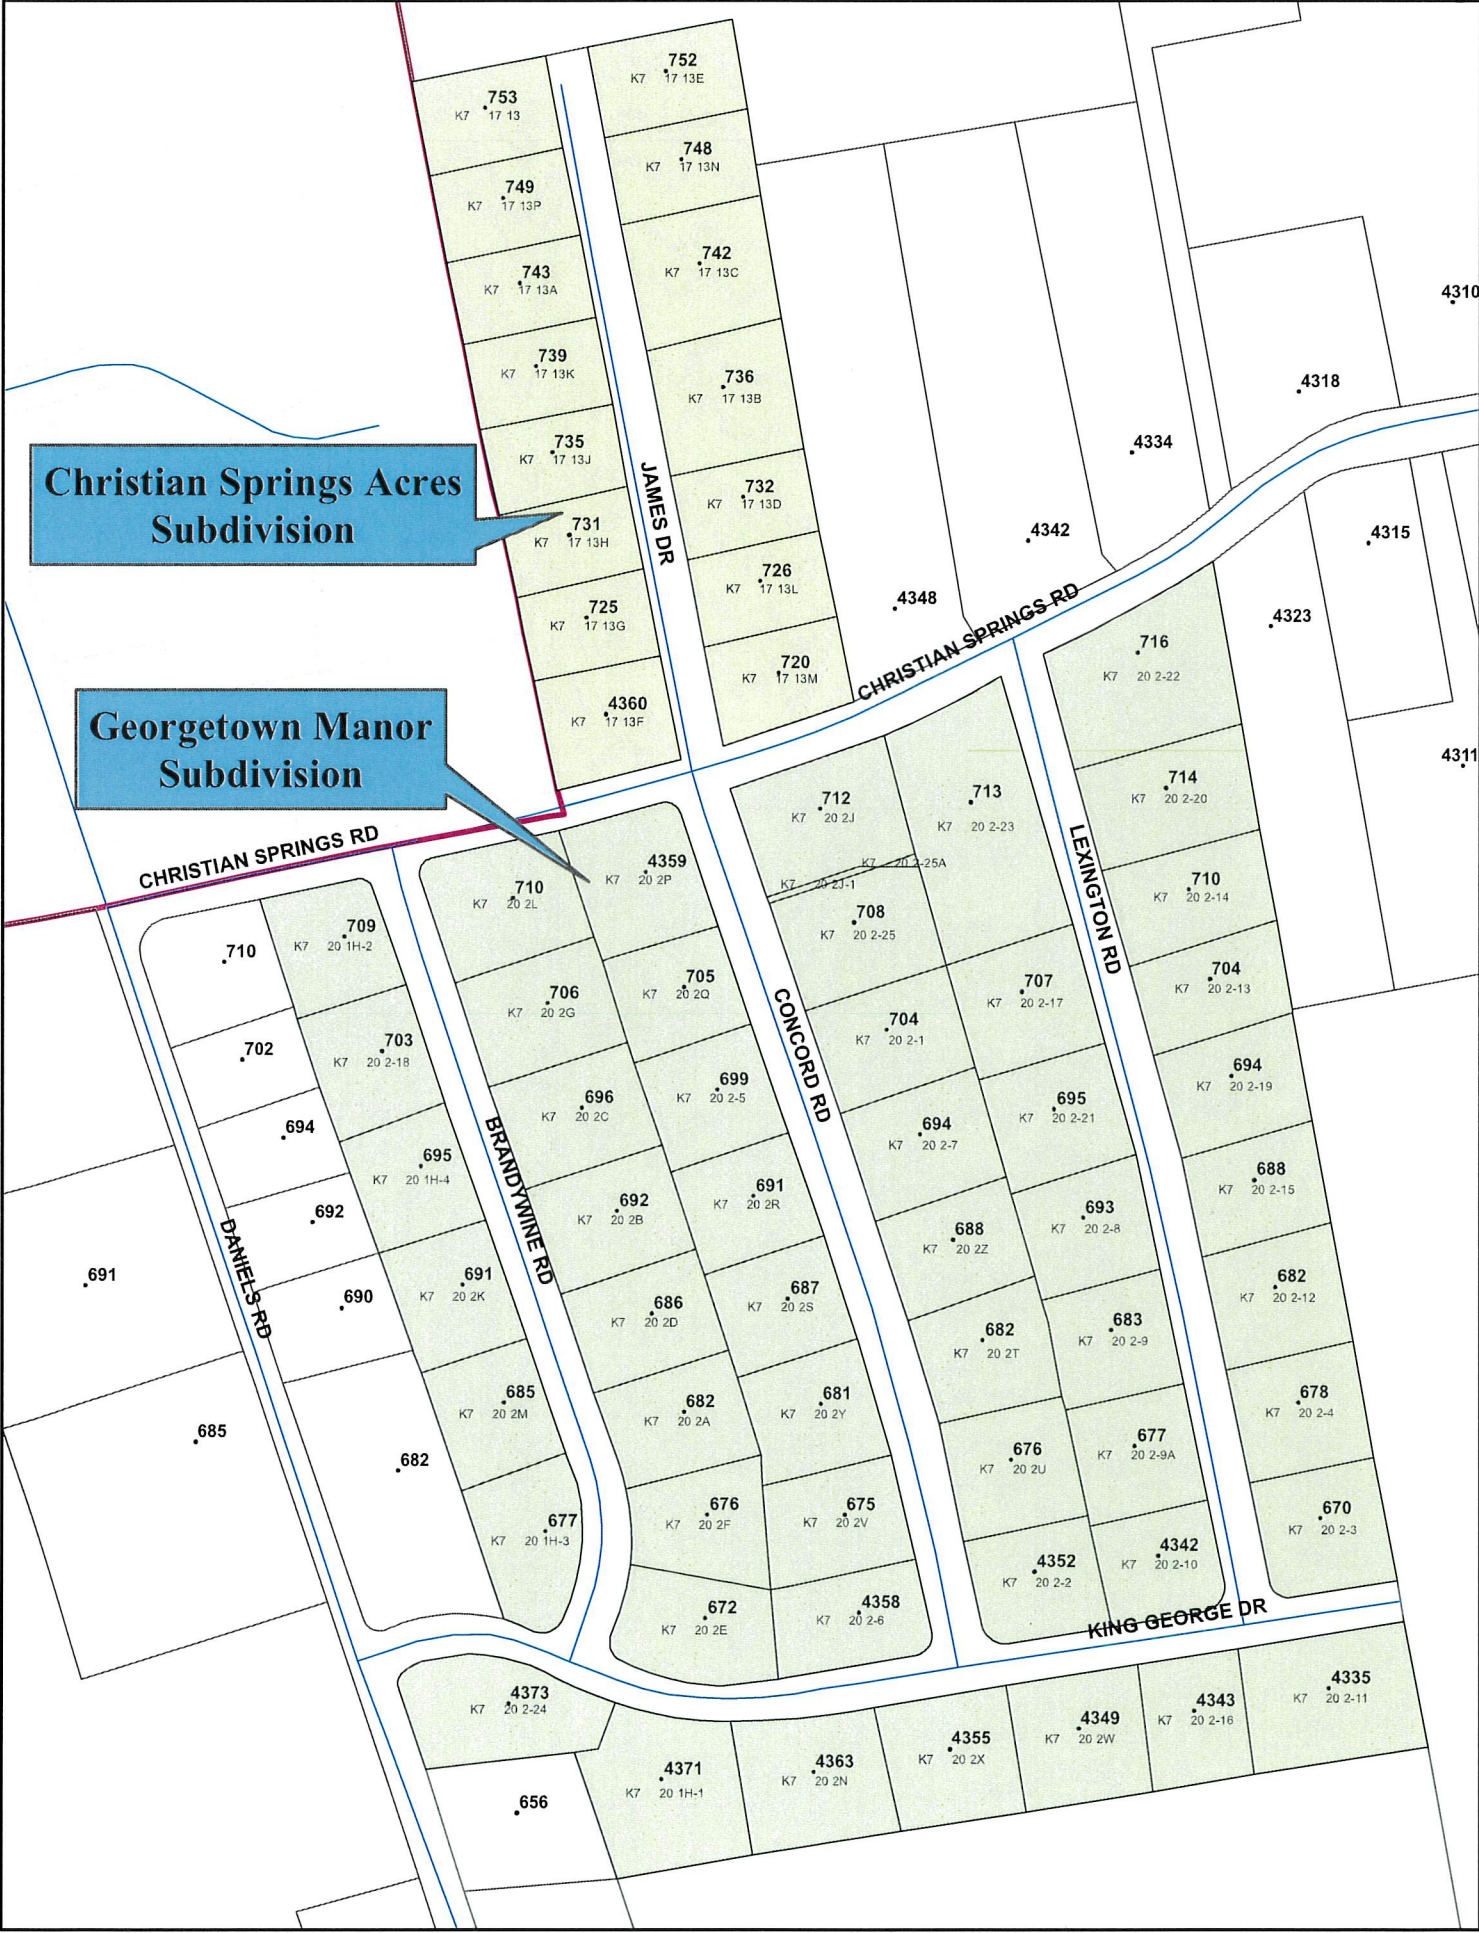 752
K7 17 13E
753
K7 17 13
748
K7 17 13N
749
K7 17 13P
742
K7 17 13C
743
K7 17 13A
739
K7 17 13K
736
K7 17 13B
735
K7 17 13J
732
K7 17 13D
731
K7 17 13H
726
K7 17 13L
725
K7 17 13G
720
K7 17 13M
4360
K7 17 13F
JAMES DR
Christian Springs Acres
Subdivision
Georgetown Manor
Subdivision
4310
4318
4334
4342
4348
4315
4323
4311
CHRISTIAN SPRINGS RD
CHRISTIAN SPRINGS RD
716
K7 20 2-22
714
K7 20 2-20
710
K7 20 2-14
704
K7 20 2-13
694
K7 20 2-19
688
K7 20 2-15
682
K7 20 2-12
678
K7 20 2-4
670
K7 20 2-3
LEXINGTON RD
712
K7 20 2J
713
K7 20 2-23
K7 20 2-25A
K7 20 2J-1
708
K7 20 2-25
707
K7 20 2-17
704
K7 20 2-1
695
K7 20 2-21
694
K7 20 2-7
693
K7 20 2-8
688
K7 20 2Z
683
K7 20 2-9
682
K7 20 2T
677
K7 20 2-9A
676
K7 20 2U
4342
K7 20 2-10
4352
K7 20 2-2
CONCORD RD
4359
K7 20 2P
710
K7 20 2L
705
K7 20 2Q
706
K7 20 2G
699
K7 20 2-5
696
K7 20 2C
691
K7 20 2R
692
K7 20 2B
687
K7 20 2S
686
K7 20 2D
681
K7 20 2Y
682
K7 20 2A
675
K7 20 2V
676
K7 20 2F
4358
K7 20 2-6
672
K7 20 2E
BRANDYWINE RD
709
K7 20 1H-2
703
K7 20 2-18
695
K7 20 1H-4
691
K7 20 2K
685
K7 20 2M
677
K7 20 1H-3
710
702
694
692
690
682
DANIELS RD
691
685
656
KING GEORGE DR
4373
K7 20 2-24
4371
K7 20 1H-1
4363
K7 20 2N
4355
K7 20 2X
4349
K7 20 2W
4343
K7 20 2-16
4335
K7 20 2-11